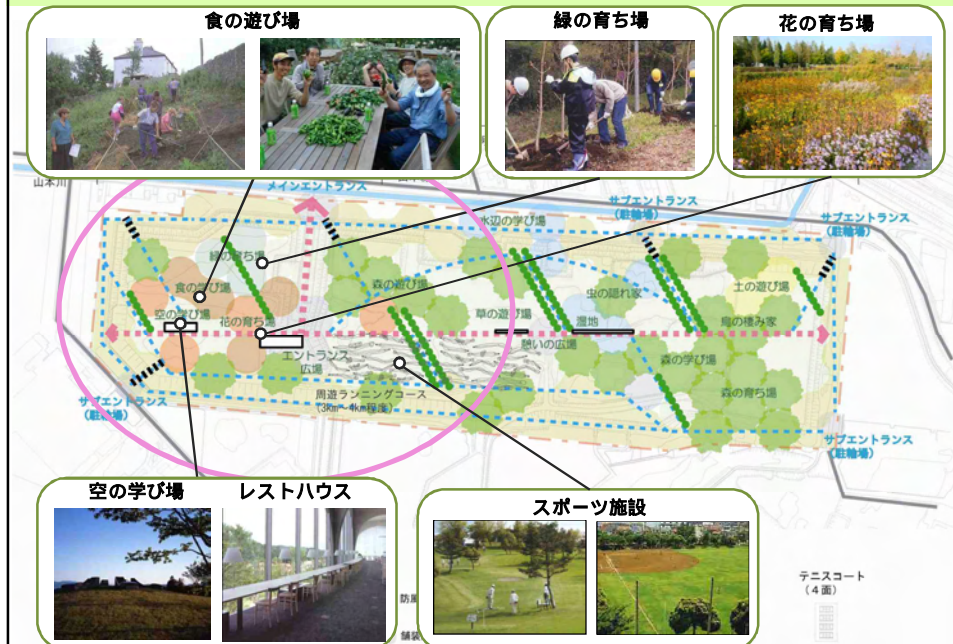 食の遊び場
緑の育ち場
花の育ち場
山本川
メインエントランス
サブエントランス
(駐輪場)
サブエントランス
(駐輪場)
水辺の学び場
緑の育ち場
食の学び場
森の遊び場
虫の隠れ家
土の遊び場
空の学び場
花の育ち場
草の遊び場
湿地
鳥の棲み家
エントランス
広場
憩いの広場
森の学び場
周遊ランニングコース
(3km～4km程度)
森の育ち場
サブエントランス
(駐輪場)
サブエントランス
(駐輪場)
空の学び場
レストハウス
スポーツ施設
テニスコート
(4面)
防風
舗装